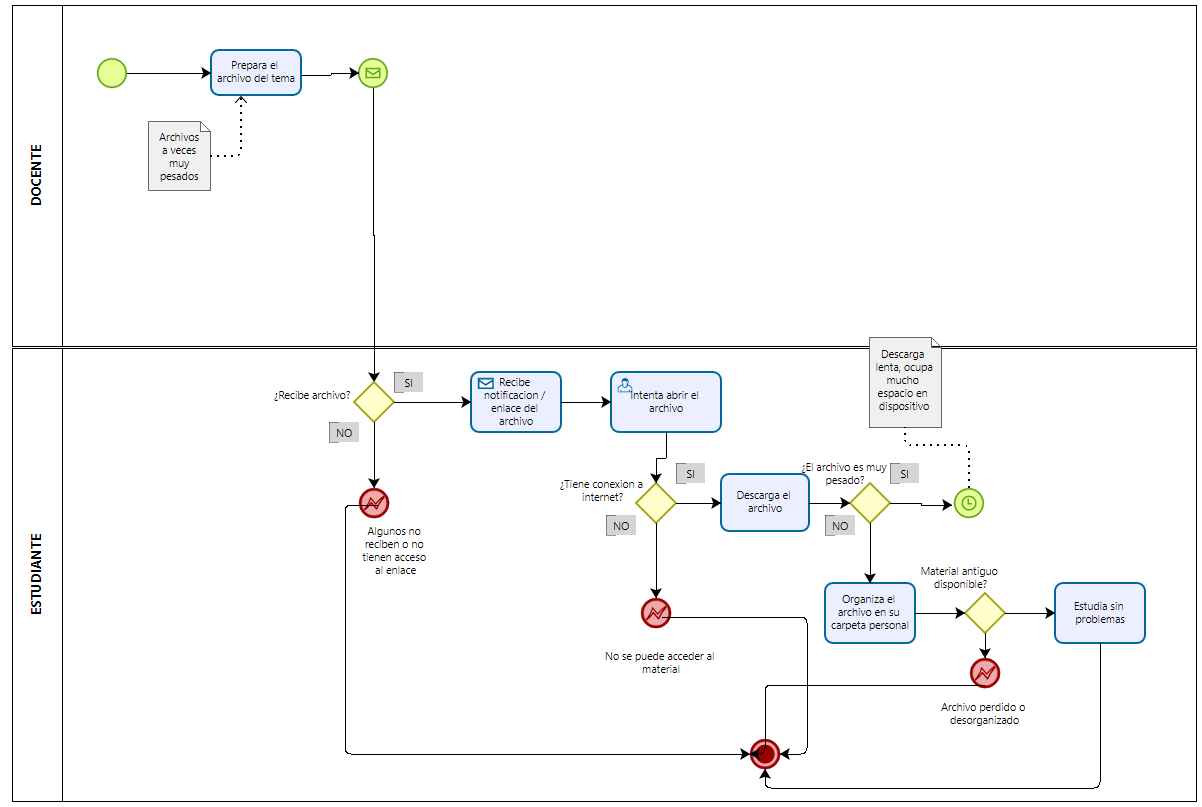 DOCENTE
Prepara el
archivo del tema
Archivos
a veces
muy
pesados
ESTUDIANTE
¿Recibe archivo?
SI
NO
Algunos no
reciben o no
tienen acceso
al enlace
Recibe
notificacion /
enlace del
archivo
Intenta abrir el
archivo
¿Tiene conexion a
internet?
SI
NO
No se puede acceder al
material
Descarga el
archivo
¿El archivo es muy
pesado?
SI
NO
Descarga
lenta, ocupa
mucho
espacio en
dispositivo
Organiza el
archivo en su
carpeta personal
Material antiguo
disponible?
Estudia sin
problemas
Archivo perdido o
desorganizado